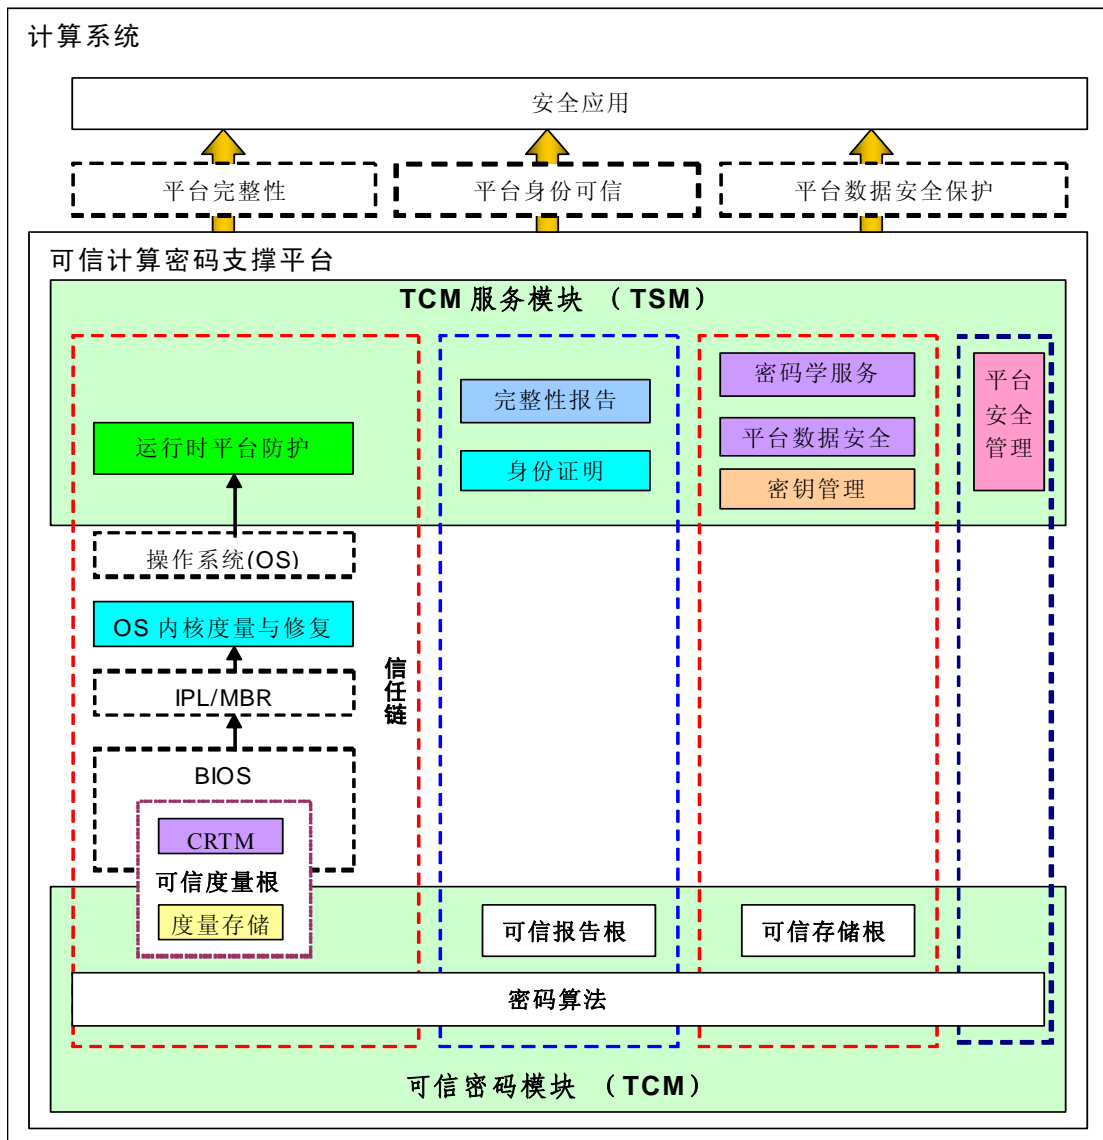 计算系统
安全应用
平台完整性
平台身份可信
平台数据安全保护
可信计算密码支撑平台
TCM 服务模块 （TSM）
运行时平台防护
操作系统(OS)
OS 内核度量与修复
IPL/MBR
BIOS
CRTM
可信度量根
度量存储
信
任
链
完整性报告
身份证明
密码学服务
平台数据安全
密钥管理
平台
安全
管理
可信报告根
可信存储根
密码算法
可信密码模块 （TCM）